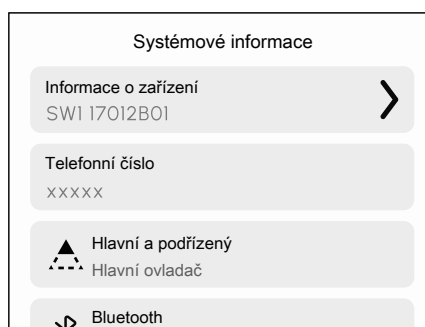 Systémové informace
Informace o zařízení
SW1 17012B01
Telefonní číslo
xxxxx
Hlavní a podřízený
Hlavní ovladač
Bluetooth